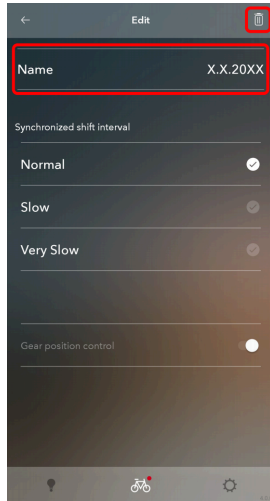 Edit
Name X.X.20XX
Synchronized shift interval
Normal
Slow
Very Slow
Gear position control